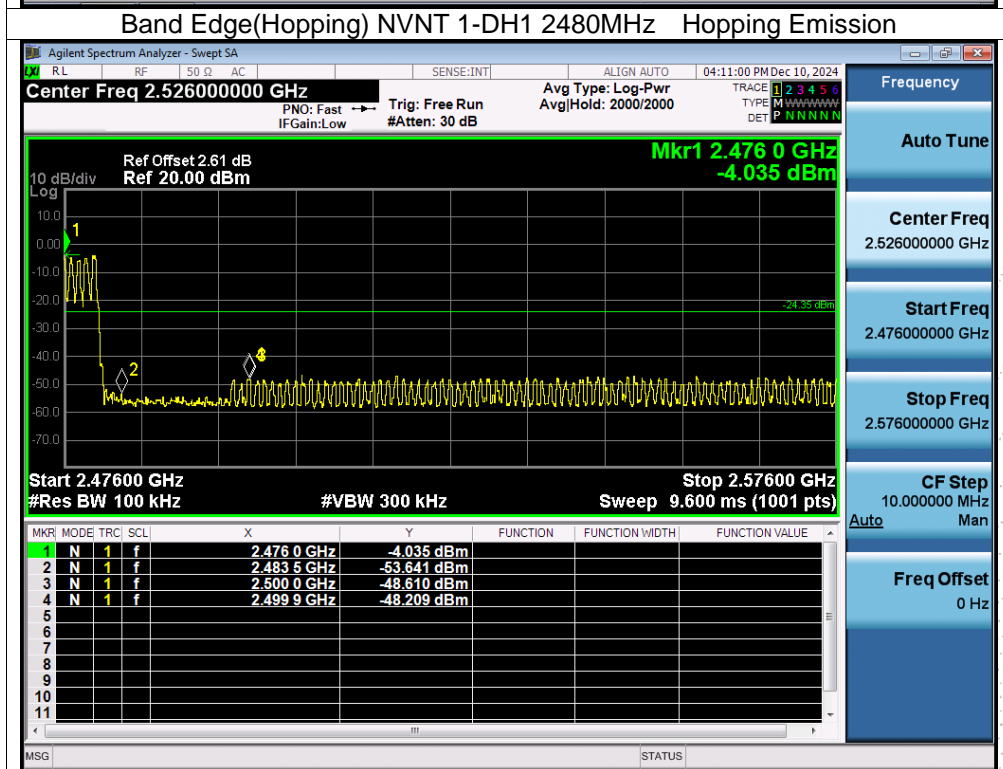 Band Edge(Hopping) NVNT 1-DH1 2480MHz Hopping Emission
Agilent Spectrum Analyzer - Swept SA
LXI RL RF 50 Ω AC SENSE:INT ALIGN AUTO 04:11:00 PM Dec 10, 2024
Center Freq 2.526000000 GHz
PNO: Fast
IFGain:Low
Trig: Free Run
#Atten: 30 dB
Avg Type: Log-Pwr
Avg|Hold: 2000/2000
TRACE 1 2 3 4 5 6
TYPE M WWWWW
DET P N N N N N
Frequency
Auto Tune
Center Freq
2.526000000 GHz
Start Freq
2.476000000 GHz
Stop Freq
2.576000000 GHz
CF Step
10.000000 MHz
Auto Man
Freq Offset
0 Hz
Mkr1 2.476 0 GHz
-4.035 dBm
Ref Offset 2.61 dB
10 dB/div Ref 20.00 dBm
Log
10.0
0.00
-10.0
-20.0
-30.0
-40.0
-50.0
-60.0
-70.0
1
2
-24.35 dBm
Start 2.47600 GHz Stop 2.57600 GHz
#Res BW 100 kHz #VBW 300 kHz Sweep 9.600 ms (1001 pts)
MKR MODE TRC SCL X Y FUNCTION FUNCTION WIDTH FUNCTION VALUE
1 N 1 f 2.476 0 GHz -4.035 dBm
2 N 1 f 2.483 5 GHz -53.641 dBm
3 N 1 f 2.500 0 GHz -48.610 dBm
4 N 1 f 2.499 9 GHz -48.209 dBm
5
6
7
8
9
10
11
MSG STATUS